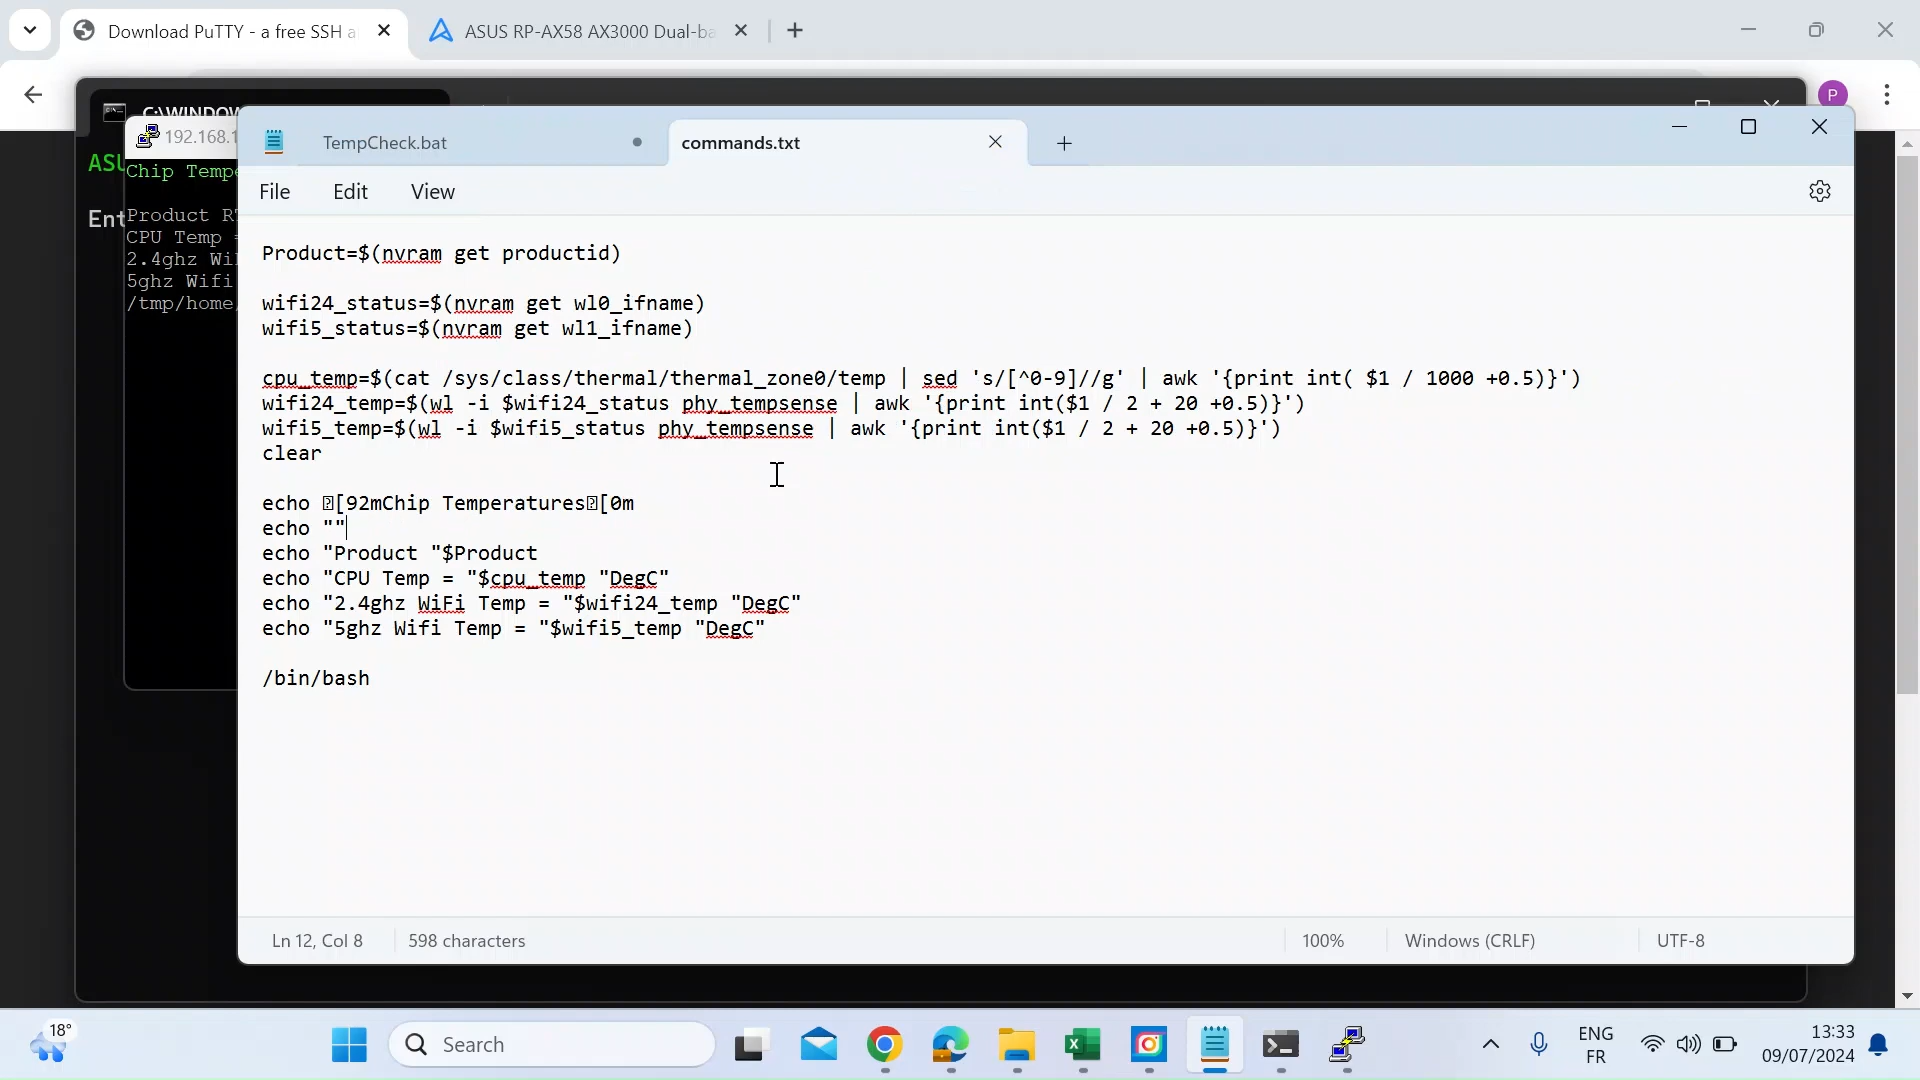 Download PuTTY - a free SSH a
ASUS RP-AX58 AX3000 Dual-ba
P
C:\WINDOW
192.168.1
ASU
Chip Tempe
Ent
Product RT
CPU Temp =
2.4ghz Wi
5ghz Wifi
/tmp/home/
TempCheck.bat
commands.txt
File Edit View
Product=$(nvram get productid)
wifi24_status=$(nvram get wl0_ifname)
wifi5_status=$(nvram get wl1_ifname)
cpu_temp=$(cat /sys/class/thermal/thermal_zone0/temp | sed 's/[^0-9]//g' | awk '{print int( $1 / 1000 +0.5)}')
wifi24_temp=$(wl -i $wifi24_status phy_tempsense | awk '{print int($1 / 2 + 20 +0.5)}')
wifi5_temp=$(wl -i $wifi5_status phy_tempsense | awk '{print int($1 / 2 + 20 +0.5)}')
clear
echo [92mChip Temperatures[0m
echo ""
echo "Product "$Product
echo "CPU Temp = "$cpu_temp "DegC"
echo "2.4ghz WiFi Temp = "$wifi24_temp "DegC"
echo "5ghz Wifi Temp = "$wifi5_temp "DegC"
/bin/bash
Ln 12, Col 8 598 characters 100% Windows (CRLF) UTF-8
18°
Search
ENG
FR
13:33
09/07/2024